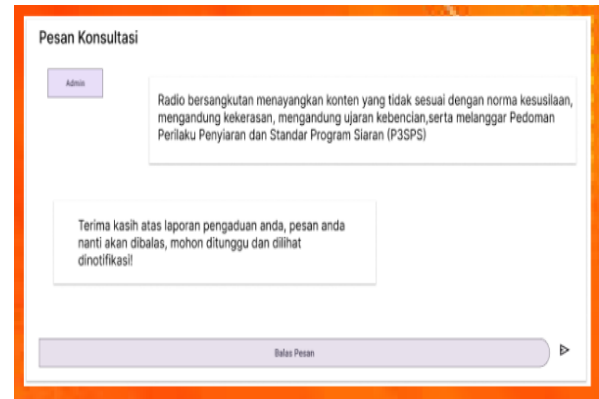 Pesan Konsultasi
Admin
Radio bersangkutan menayangkan konten yang tidak sesuai dengan norma kesusilaan,
mengandung kekerasan, mengandung ujaran kebencian,serta melanggar Pedoman
Perilaku Penyiaran dan Standar Program Siaran (P3SPS)
Terima kasih atas laporan pengaduan anda, pesan anda
nanti akan dibalas, mohon ditunggu dan dilihat
dinotifikasi!
Balas Pesan